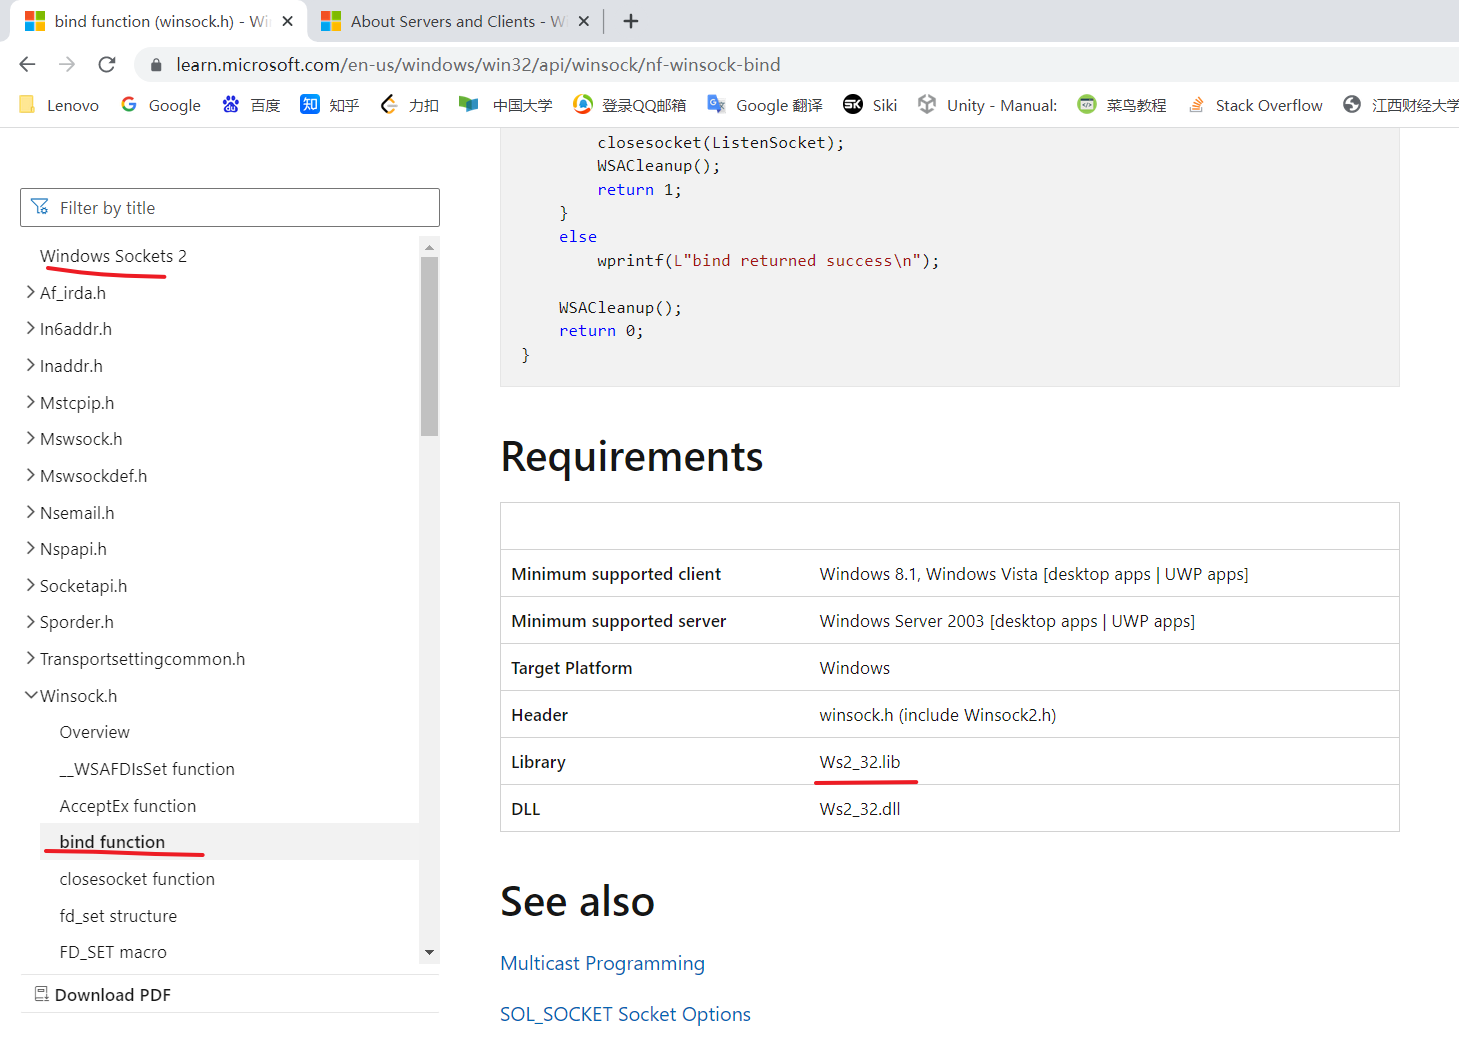 bind function (winsock.h) - Wi
About Servers and Clients - W
learn.microsoft.com/en-us/windows/win32/api/winsock/nf-winsock-bind
Lenovo
Google
百度
知乎
力扣
中国大学
登录QQ邮箱
Google 翻译
Siki
Unity - Manual:
菜鸟教程
Stack Overflow
江西财经大学
Filter by title
Windows Sockets 2
Af_irda.h
In6addr.h
Inaddr.h
Mstcpip.h
Mswsock.h
Mswsockdef.h
Nsemail.h
Nspapi.h
Socketapi.h
Sporder.h
Transportsettingcommon.h
Winsock.h
Overview
__WSAFDIsSet function
AcceptEx function
bind function
closesocket function
fd_set structure
FD_SET macro
Download PDF
closesocket(ListenSocket);
WSACleanup();
return 1;
}
else
wprintf(L"bind returned success\n");
WSACleanup();
return 0;
}
Requirements
Minimum supported client Windows 8.1, Windows Vista [desktop apps | UWP apps]
Minimum supported server Windows Server 2003 [desktop apps | UWP apps]
Target Platform Windows
Header winsock.h (include Winsock2.h)
Library Ws2_32.lib
DLL Ws2_32.dll
See also
Multicast Programming
SOL_SOCKET Socket Options